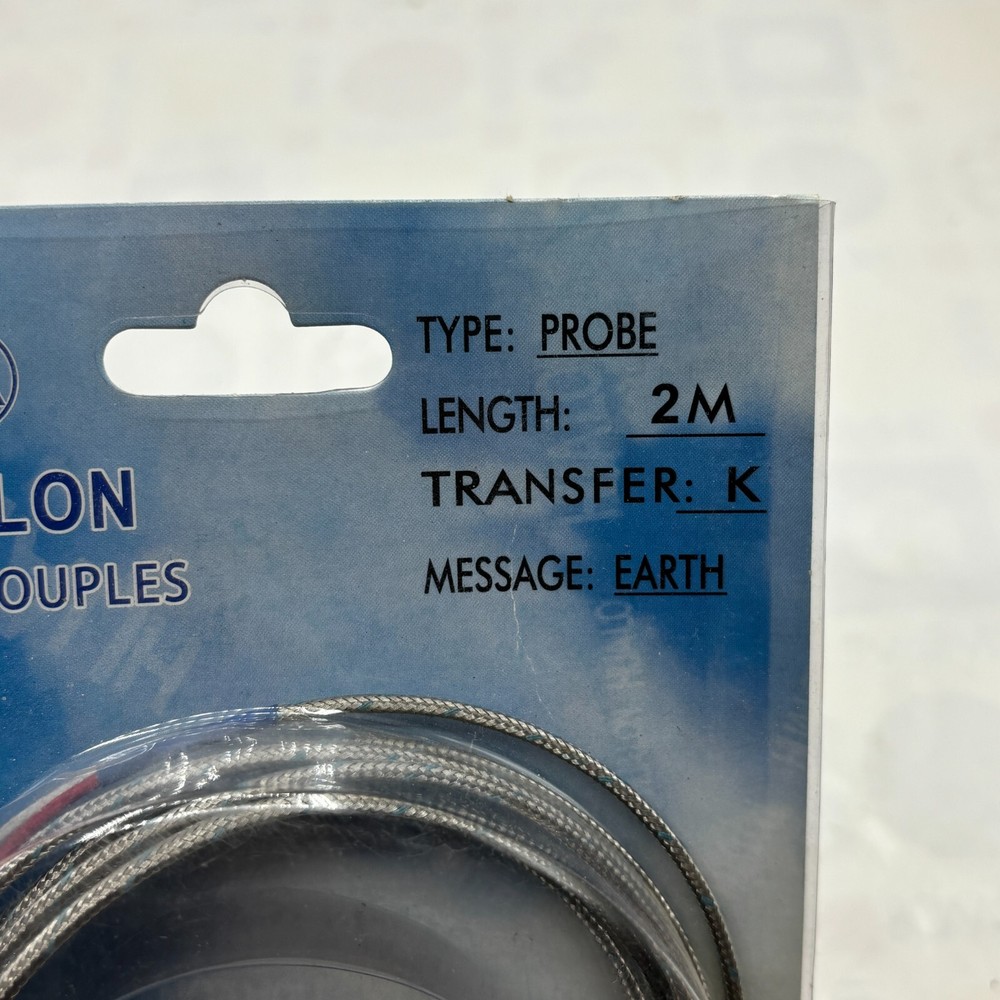 TYPE: PROBE
LENGTH: 2M
TRANSFER: K
MESSAGE: EARTH
LON
OUPLES